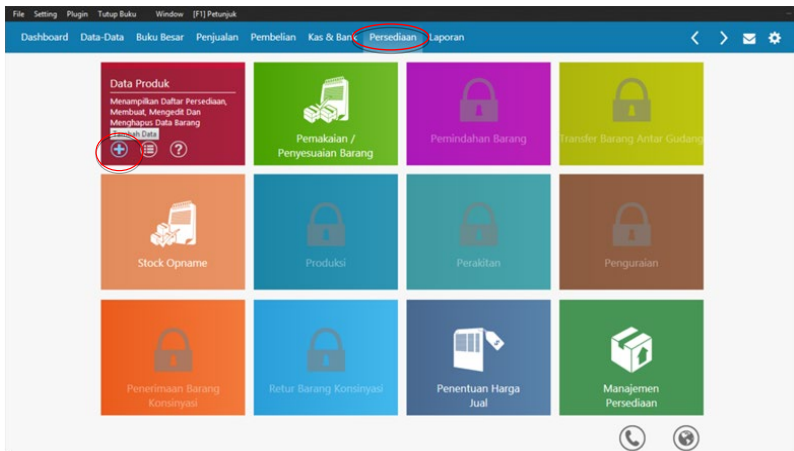 File Setting Plugin Tutup Buku Window [F1] Petunjuk
Dashboard Data-Data Buku Besar Penjualan Pembelian Kas & Bank Persediaan Laporan
Data Produk
Menampilkan Daftar Persediaan,
Membuat, Mengedit Dan
Menghapus Data Barang
Tambah Data
Pemakaian /
Penyesuaian Barang
Pemindahan Barang
Transfer Barang Antar Gudang
Stock Opname
Produksi
Perakitan
Penguraian
Penerimaan Barang
Konsinyasi
Retur Barang Konsinyasi
Penentuan Harga
Jual
Manajemen
Persediaan